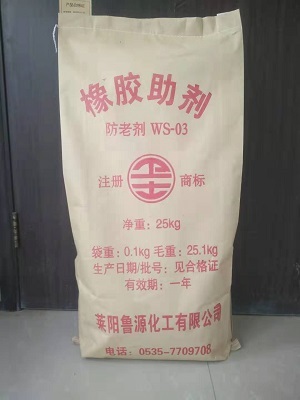 橡胶助剂
防老剂 WS-03
注册 商标
净重：25kg
袋重：0.1kg 毛重：25.1kg
生产日期/批号：见合格证
有效期：一年
莱阳鲁源化工有限公司
电话：0535-7709708